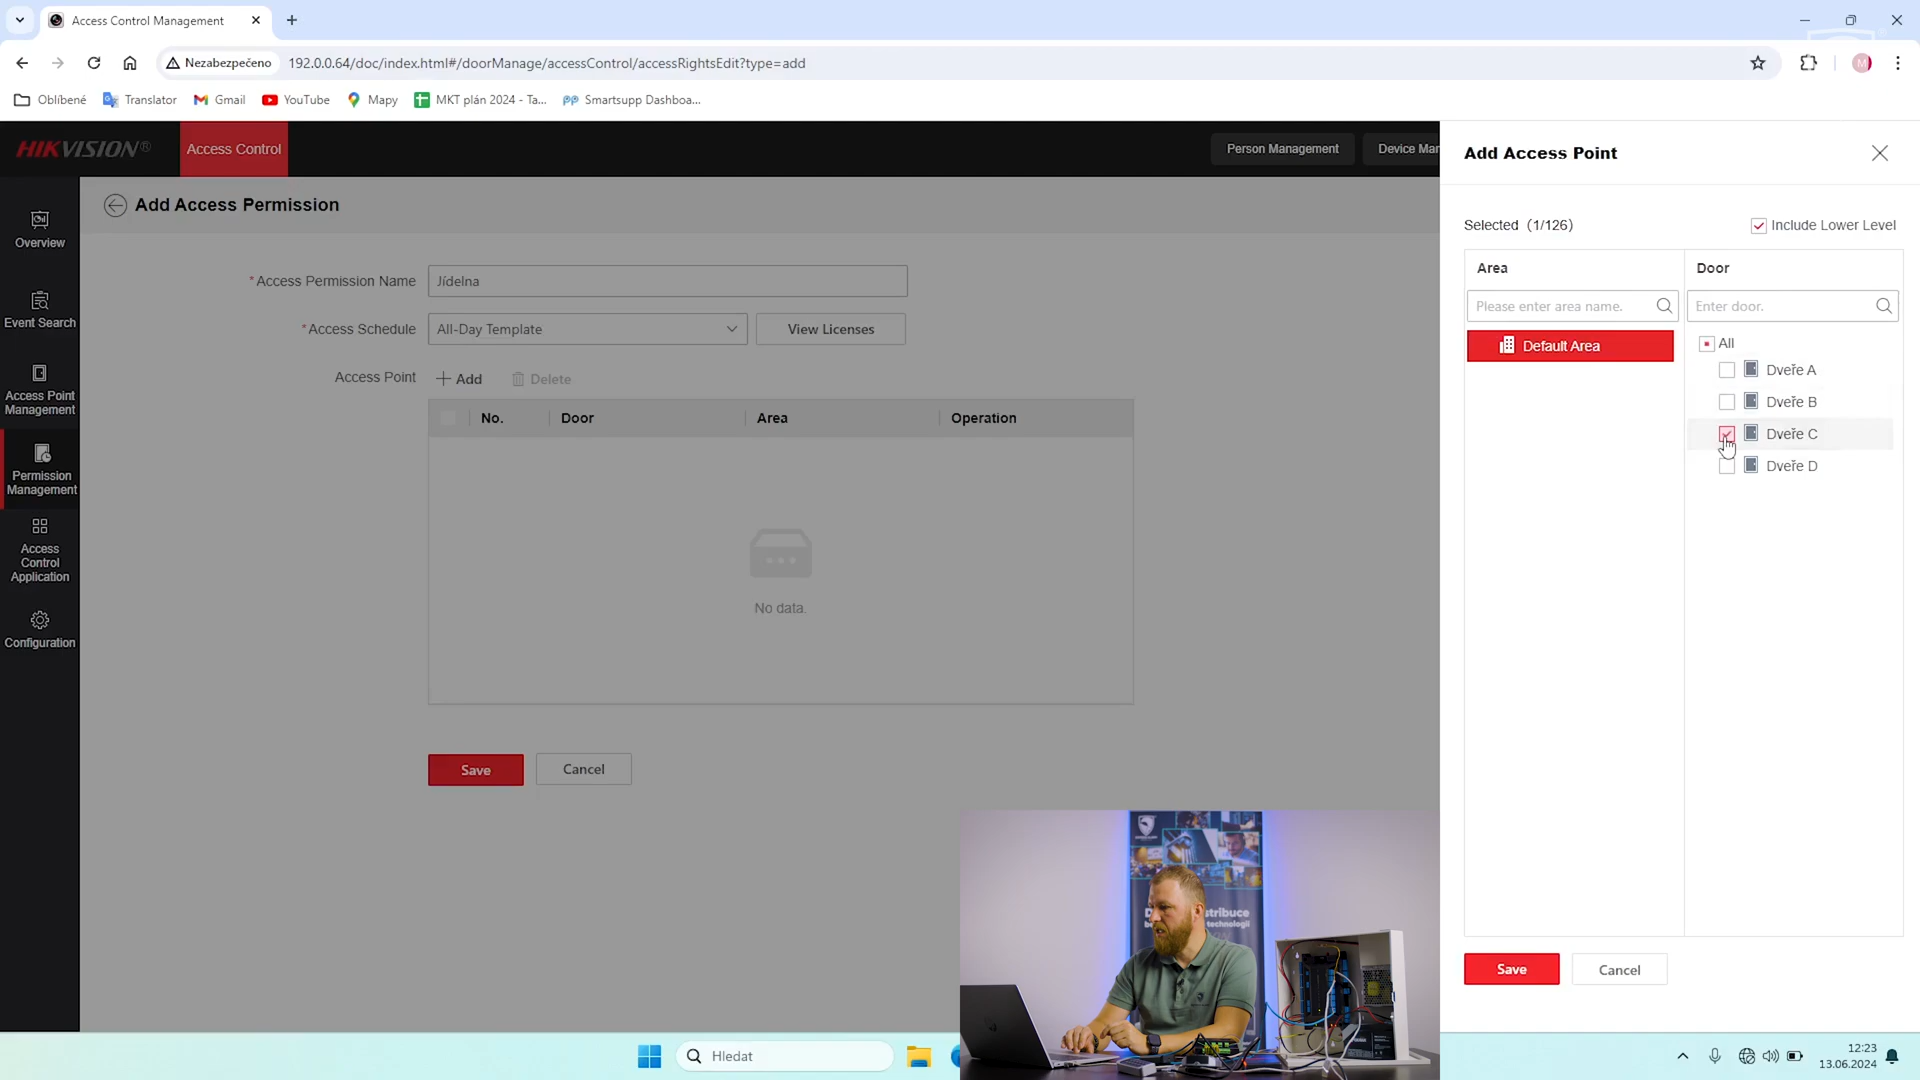 Access Control Management
Nezabezpečeno
192.0.0.64/doc/index.html#/doorManage/accessControl/accessRightsEdit?type=add
M
Oblíbené
Translator
Gmail
YouTube
Mapy
MKT plán 2024 - Ta...
Smartsupp Dashboa...
HIKVISION®
Access Control
Person Management
Device Mar
Overview
Event Search
Access Point
Management
Permission
Management
Access
Control
Application
Configuration
Add Access Permission
*Access Permission Name
Jídelna
*Access Schedule
All-Day Template
View Licenses
Access Point
Add
Delete
No.
Door
Area
Operation
No data.
Save
Cancel
Add Access Point
Selected（1/126）
Include Lower Level
Area
Door
Please enter area name.
Enter door.
Default Area
All
Dveře A
Dveře B
Dveře C
Dveře D
Save
Cancel
Hledat
12:23
13.06.2024